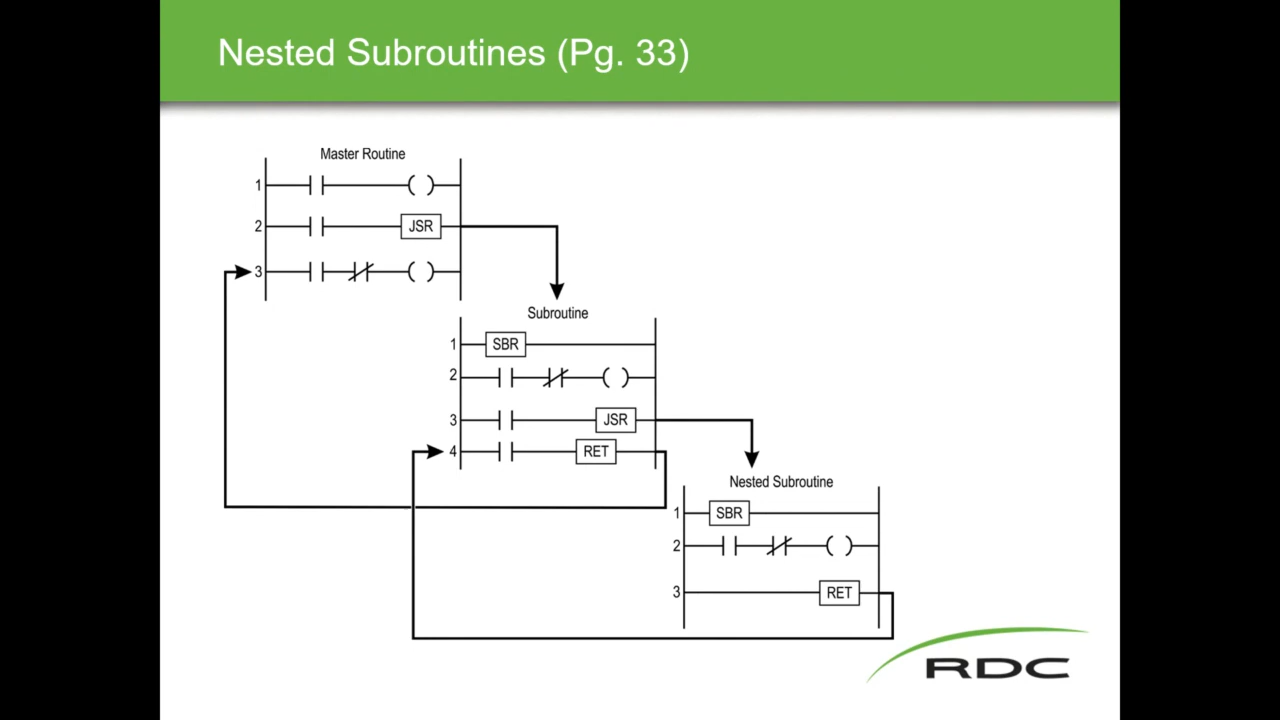 Nested Subroutines (Pg. 33)
Master Routine
1
2 JSR
3
Subroutine
1 SBR
2
3 JSR
4 RET
Nested Subroutine
1 SBR
2
3 RET
RDC